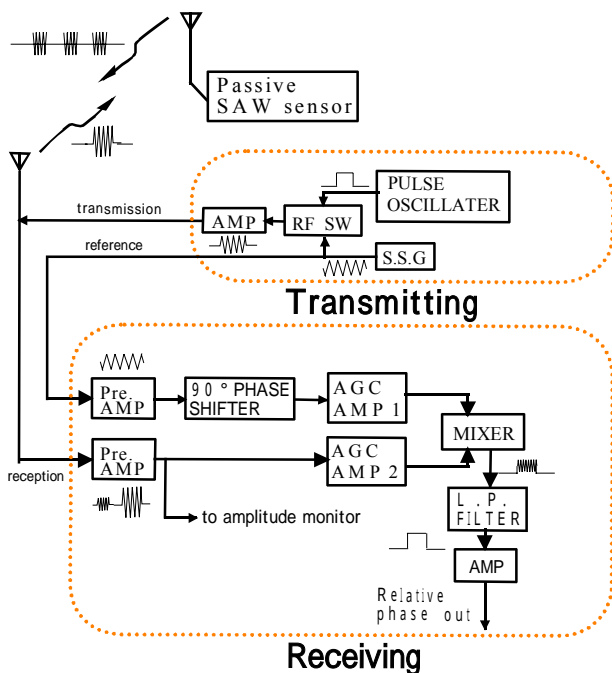 Passive
SAW sensor
PULSE
OSCILLATER
transmission
AMP
RF SW
reference
S.S.G
Transmitting
Pre.
AMP
90°PHASE
SHIFTER
AGC
AMP 1
MIXER
Pre.
AMP
AGC
AMP 2
reception
L.P.
FILTER
to amplitude monitor
AMP
Relative
phase out
Receiving